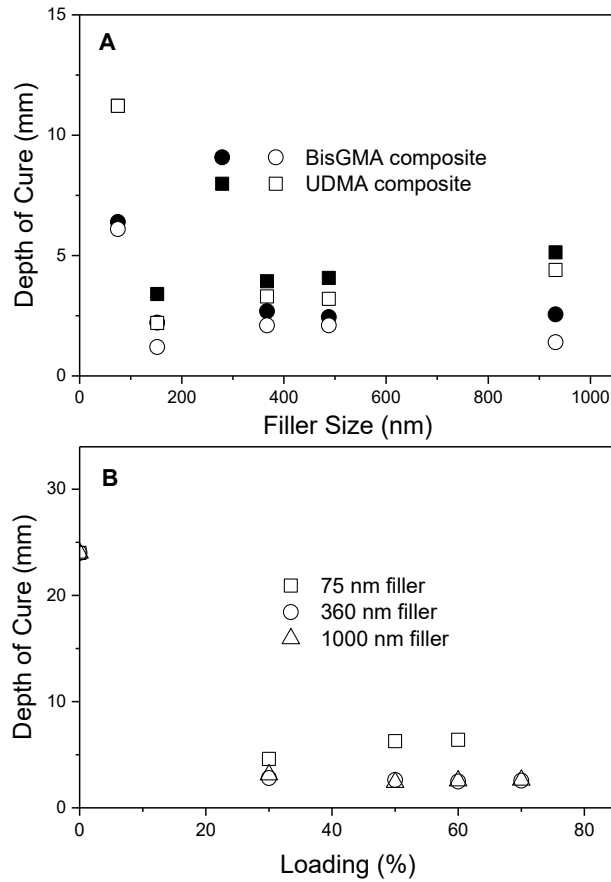 A
15
10
5
0
Depth of Cure (mm)
BisGMA composite
UDMA composite
0 200 400 600 800 1000
Filler Size (nm)
B
30
20
10
0
Depth of Cure (mm)
75 nm filler
360 nm filler
1000 nm filler
0 20 40 60 80
Loading (%)